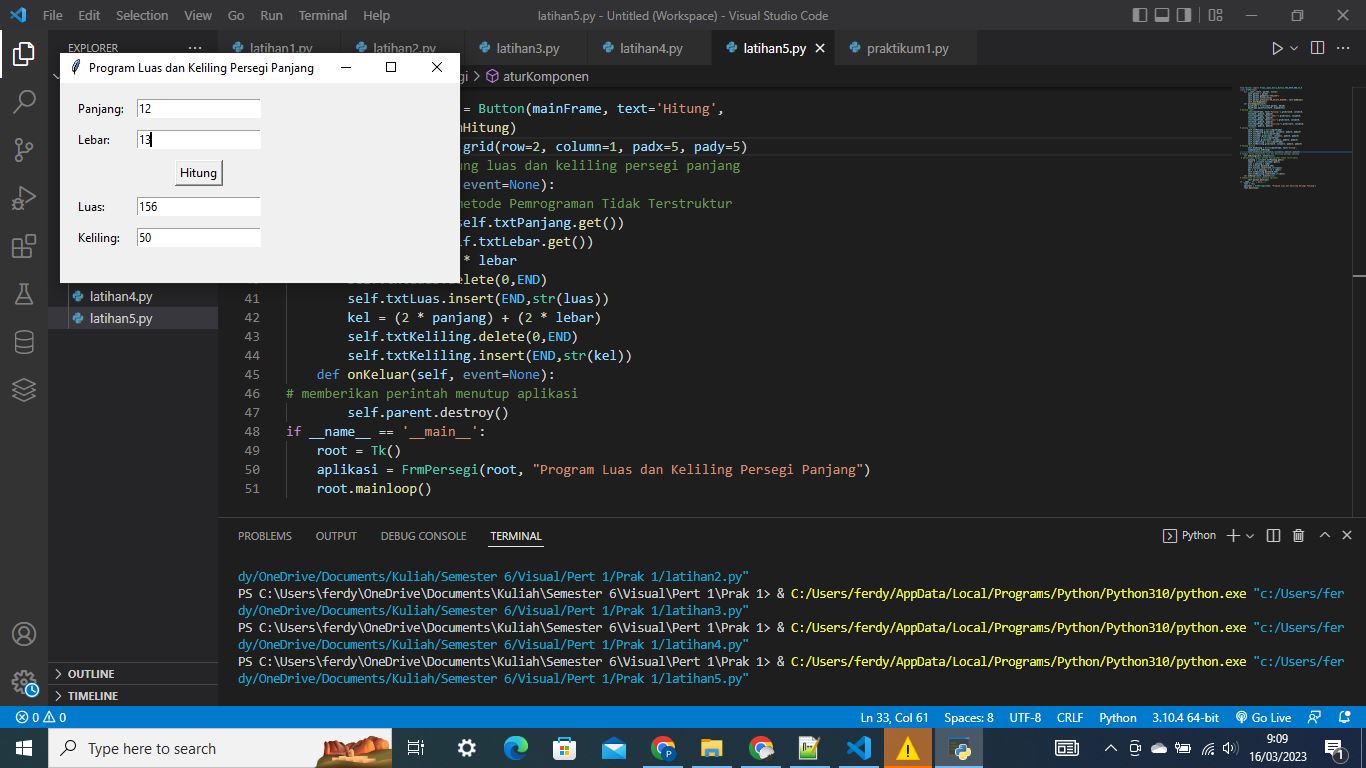 File Edit Selection View Go Run Terminal Help
latihan5.py - Untitled (Workspace) - Visual Studio Code
EXPLORER
latihan1.py latihan2.py latihan3.py latihan4.py latihan5.py praktikum1.py
aturKomponen
Program Luas dan Keliling Persegi Panjang
Panjang: 12
Lebar: 13
Hitung
Luas: 156
Keliling: 50
latihan4.py
latihan5.py
= Button(mainFrame, text='Hitung',
Hitung)
grid(row=2, column=1, padx=5, pady=5)
luas dan keliling persegi panjang
event=None):
metode Pemrograman Tidak Terstruktur
self.txtPanjang.get())
.txtLebar.get())
* lebar
(0,END)
41 self.txtLuas.insert(END,str(luas))
42 kel = (2 * panjang) + (2 * lebar)
43 self.txtKeliling.delete(0,END)
44 self.txtKeliling.insert(END,str(kel))
45 def onKeluar(self, event=None):
46 # memberikan perintah menutup aplikasi
47 self.parent.destroy()
48 if __name__ == '__main__':
49 root = Tk()
50 aplikasi = FrmPersegi(root, "Program Luas dan Keliling Persegi Panjang")
51 root.mainloop()
PROBLEMS OUTPUT DEBUG CONSOLE TERMINAL
Python
dy/OneDrive/Documents/Kuliah/Semester 6/Visual/Pert 1/Prak 1/latihan2.py"
PS C:\Users\ferdy\OneDrive\Documents\Kuliah\Semester 6\Visual\Pert 1\Prak 1> & C:/Users/ferdy/AppData/Local/Programs/Python/Python310/python.exe "c:/Users/fer
dy/OneDrive/Documents/Kuliah/Semester 6/Visual/Pert 1/Prak 1/latihan3.py"
PS C:\Users\ferdy\OneDrive\Documents\Kuliah\Semester 6\Visual\Pert 1\Prak 1> & C:/Users/ferdy/AppData/Local/Programs/Python/Python310/python.exe "c:/Users/fer
dy/OneDrive/Documents/Kuliah/Semester 6/Visual/Pert 1/Prak 1/latihan4.py"
PS C:\Users\ferdy\OneDrive\Documents\Kuliah\Semester 6\Visual\Pert 1\Prak 1> & C:/Users/ferdy/AppData/Local/Programs/Python/Python310/python.exe "c:/Users/fer
dy/OneDrive/Documents/Kuliah/Semester 6/Visual/Pert 1/Prak 1/latihan5.py"
OUTLINE
TIMELINE
0 0 Ln 33, Col 61 Spaces: 8 UTF-8 CRLF Python 3.10.4 64-bit Go Live
Type here to search
9:09
16/03/2023
1